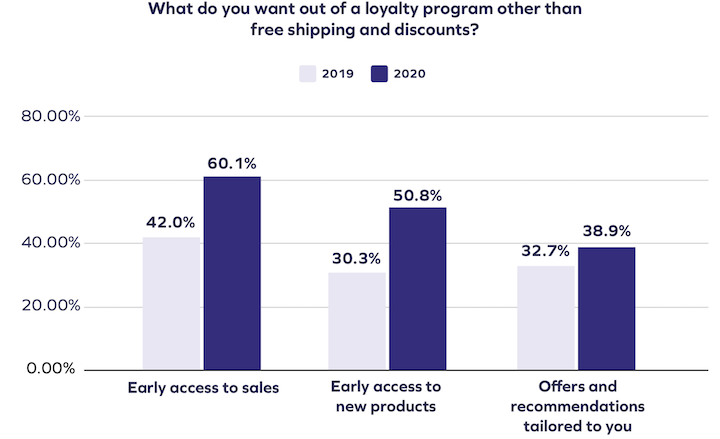 What do you want out of a loyalty program other than
free shipping and discounts?
2019 2020
80.00%
60.00%
40.00%
20.00%
0.00%
42.0%
60.1%
30.3%
50.8%
32.7%
38.9%
Early access to sales
Early access to
new products
Offers and
recommendations
tailored to you